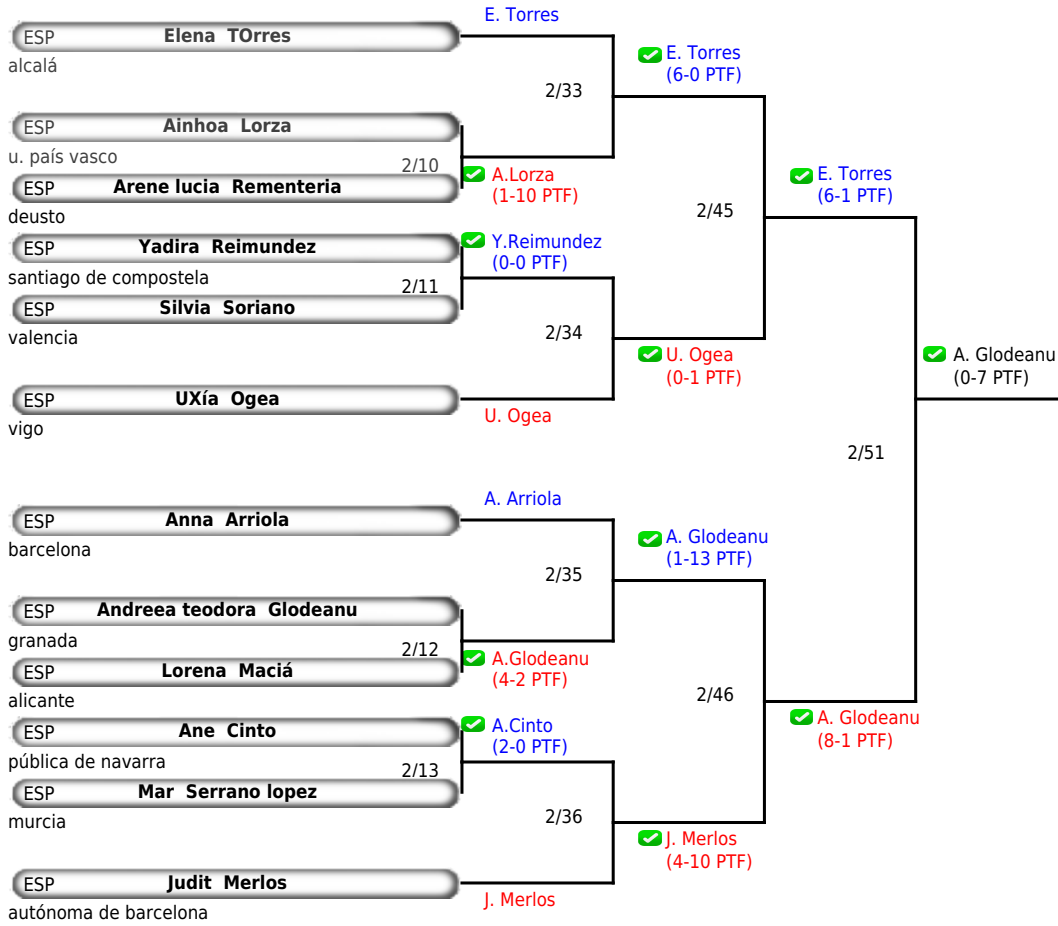 E. Torres
ESP Elena TOrres
alcalá
E. Torres
(6-0 PTF)
2/33
ESP Ainhoa Lorza
u. país vasco
2/10
A.Lorza
(1-10 PTF)
ESP Arene lucia Rementeria
deusto
E. Torres
(6-1 PTF)
2/45
ESP Yadira Reimundez
santiago de compostela
Y.Reimundez
(0-0 PTF)
2/11
ESP Silvia Soriano
valencia
2/34
U. Ogea
(0-1 PTF)
A. Glodeanu
(0-7 PTF)
ESP UXía Ogea
vigo
U. Ogea
2/51
A. Arriola
ESP Anna Arriola
barcelona
A. Glodeanu
(1-13 PTF)
2/35
ESP Andreea teodora Glodeanu
granada
2/12
A.Glodeanu
(4-2 PTF)
ESP Lorena Maciá
alicante
2/46
A. Glodeanu
(8-1 PTF)
ESP Ane Cinto
pública de navarra
A.Cinto
(2-0 PTF)
2/13
ESP Mar Serrano lopez
murcia
2/36
J. Merlos
(4-10 PTF)
ESP Judit Merlos
autónoma de barcelona
J. Merlos